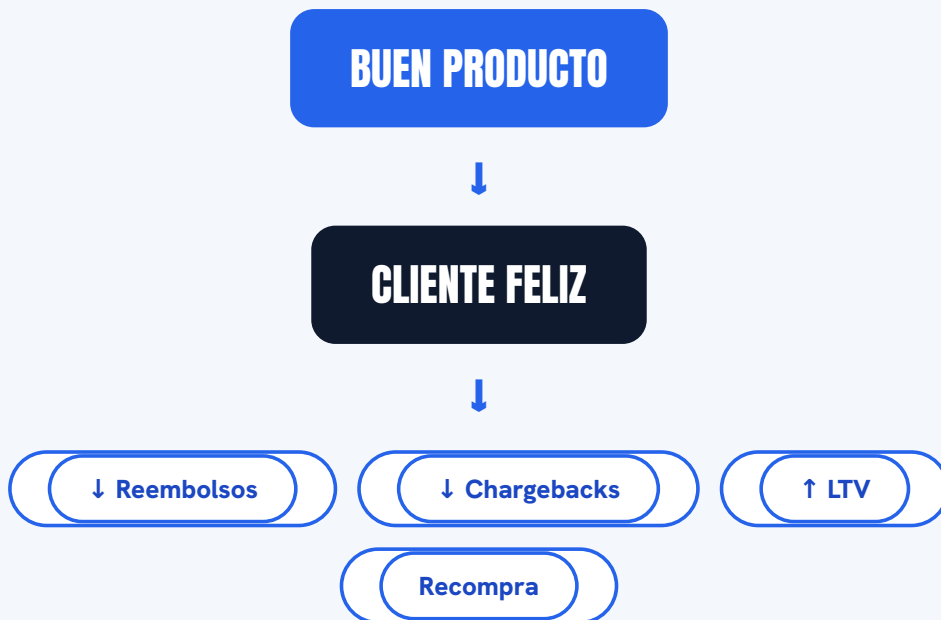 BUEN PRODUCTO
↓
CLIENTE FELIZ
↓
↓ Reembolsos ↓ Chargebacks ↑ LTV
Recompra